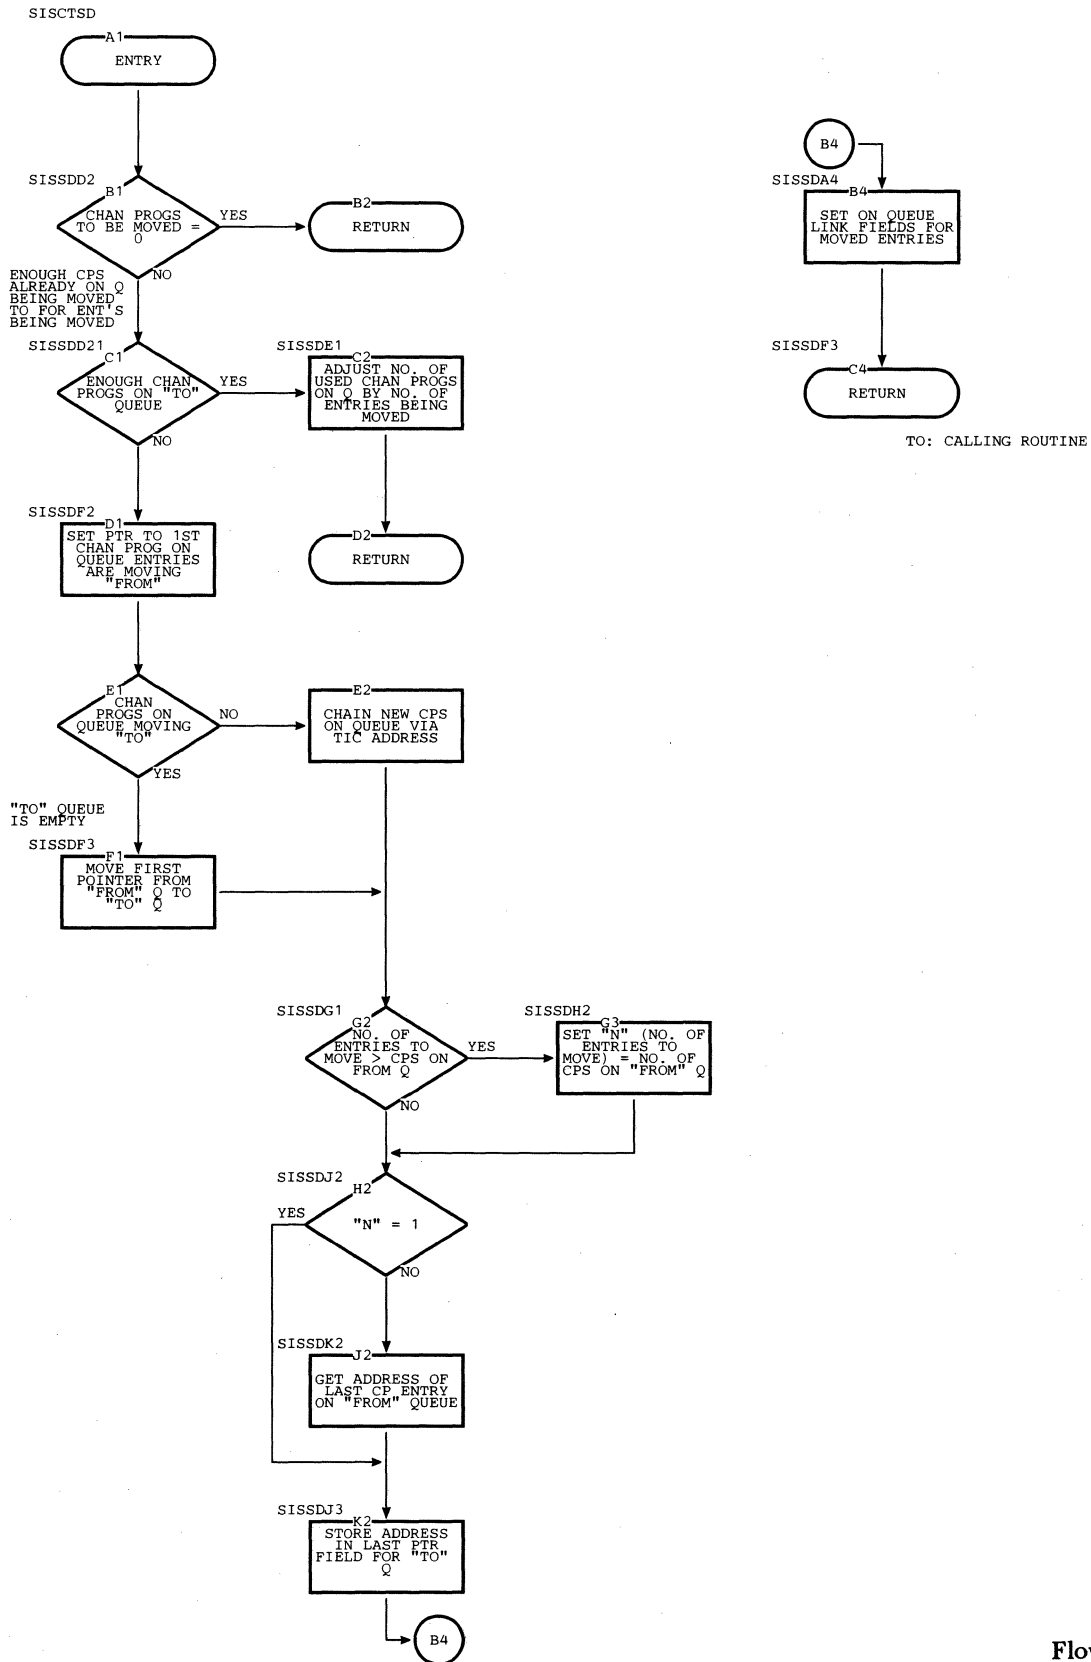 SISCTSD
A1
ENTRY
SISSDD2
B1
CHAN PROGS
TO BE MOVED =
0
YES
NO
B2
RETURN
ENOUGH CPS
ALREADY ON Q
BEING MOVED
TO FOR ENT'S
BEING MOVED
SISSDD21
C1
ENOUGH CHAN
PROGS ON "TO"
QUEUE
YES
NO
SISSDE1
C2
ADJUST NO. OF
USED CHAN PROGS
ON Q BY NO. OF
ENTRIES BEING
MOVED
D2
RETURN
SISSDF2
D1
SET PTR TO 1ST
CHAN PROG ON
QUEUE ENTRIES
ARE MOVING
"FROM"
E1
CHAN
PROGS ON
QUEUE MOVING
"TO"
NO
YES
E2
CHAIN NEW CPS
ON QUEUE VIA
TIC ADDRESS
"TO" QUEUE
IS EMPTY
SISSDF3
F1
MOVE FIRST
POINTER FROM
"FROM" Q TO
"TO" Q
SISSDG1
G2
NO. OF
ENTRIES TO
MOVE > CPS ON
FROM Q
YES
NO
SISSDH2
G3
SET "N" (NO. OF
ENTRIES TO
MOVE) = NO. OF
CPS ON "FROM" Q
SISSDJ2
H2
"N" = 1
YES
NO
SISSDK2
J2
GET ADDRESS OF
LAST CP ENTRY
ON "FROM" QUEUE
SISSDJ3
K2
STORE ADDRESS
IN LAST PTR
FIELD FOR "TO"
Q
B4
B4
SISSDA4
B4
SET ON QUEUE
LINK FIELDS FOR
MOVED ENTRIES
SISSDF3
C4
RETURN
TO: CALLING ROUTINE
Flov